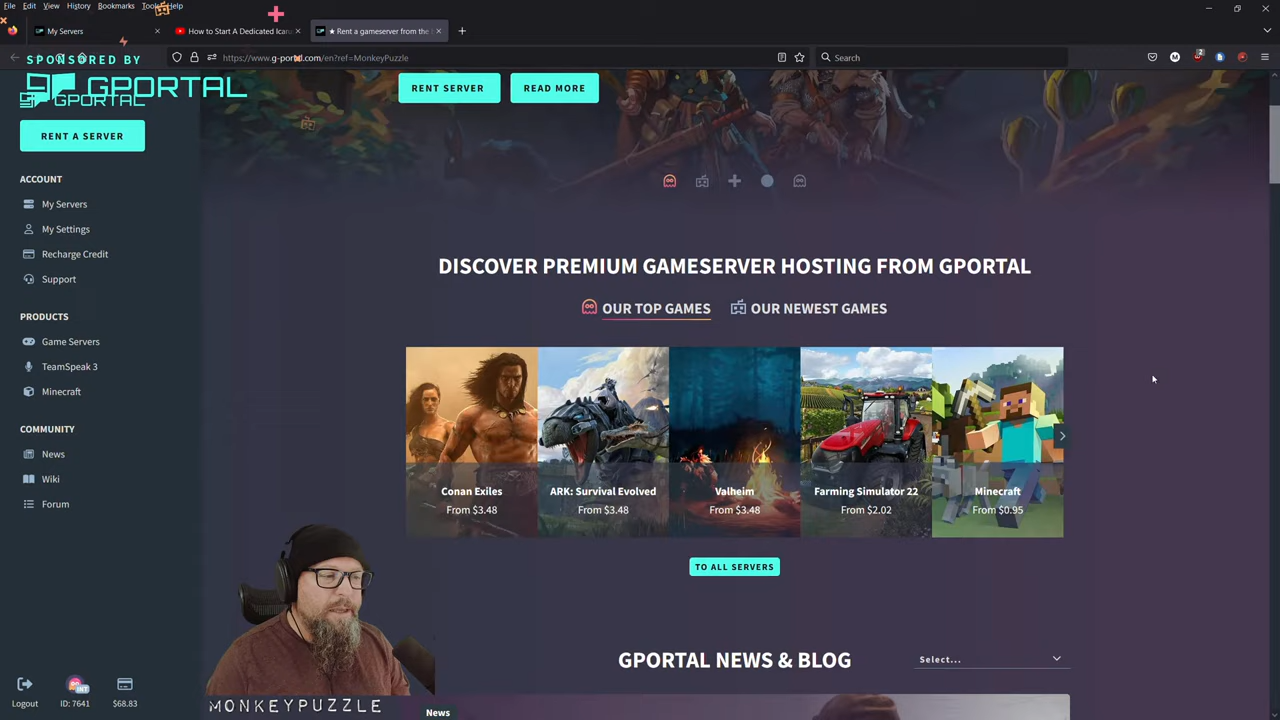 File Edit View History Bookmarks Tools Help
My Servers
How to Start A Dedicated Icar
★ Rent a gameserver from the
https://www.g-portal.com/en?ref=MonkeyPuzzle
Search
2
SPONSORED BY
GPORTAL
GPORTAL
RENT A SERVER
RENT SERVER
READ MORE
ACCOUNT
My Servers
My Settings
Recharge Credit
Support
PRODUCTS
Game Servers
TeamSpeak 3
Minecraft
COMMUNITY
News
Wiki
Forum
DISCOVER PREMIUM GAMESERVER HOSTING FROM GPORTAL
OUR TOP GAMES
OUR NEWEST GAMES
Conan Exiles
From $3.48
ARK: Survival Evolved
From $3.48
Valheim
From $3.48
Farming Simulator 22
From $2.02
Minecraft
From $0.95
TO ALL SERVERS
GPORTAL NEWS & BLOG
Select...
News
Logout
INT
ID: 7641
$68.83
MONKEYPUZZLE